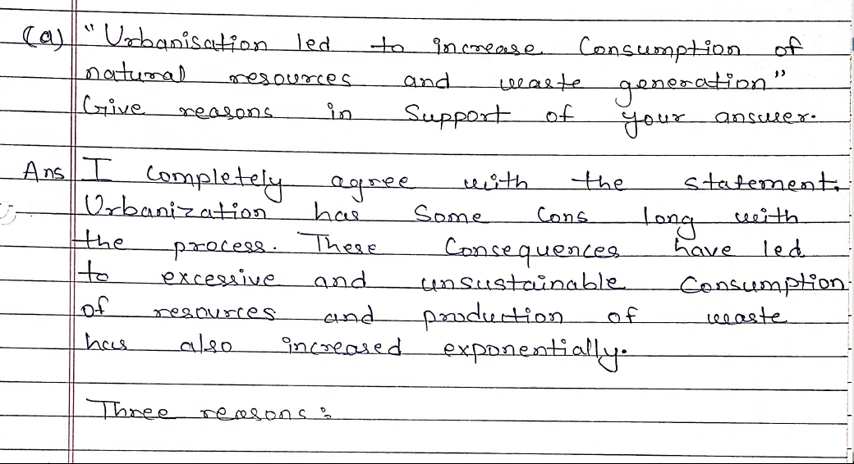 (a) "Urbanisation led to increase Consumption of
natural resources and waste generation"
Give reasons in Support of your answer.
Ans I completely agree with the statement.
Urbanization has Some Cons long with
the process. These Consequences have led
to excessive and unsustainable Consumption
of resources and production of waste
has also increased exponentially.
Three reasons: